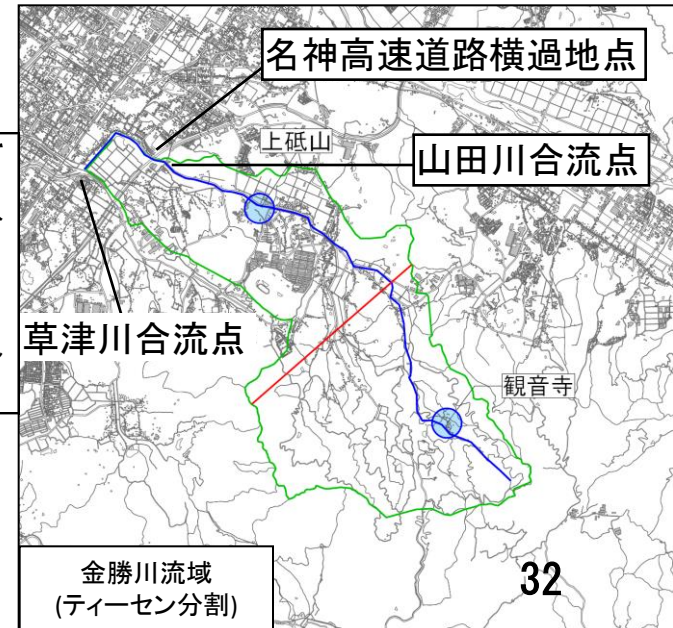 名神高速道路横過地点
上砥山
山田川合流点
草津川合流点
観音寺
金勝川流域
(ティーセン分割)
32